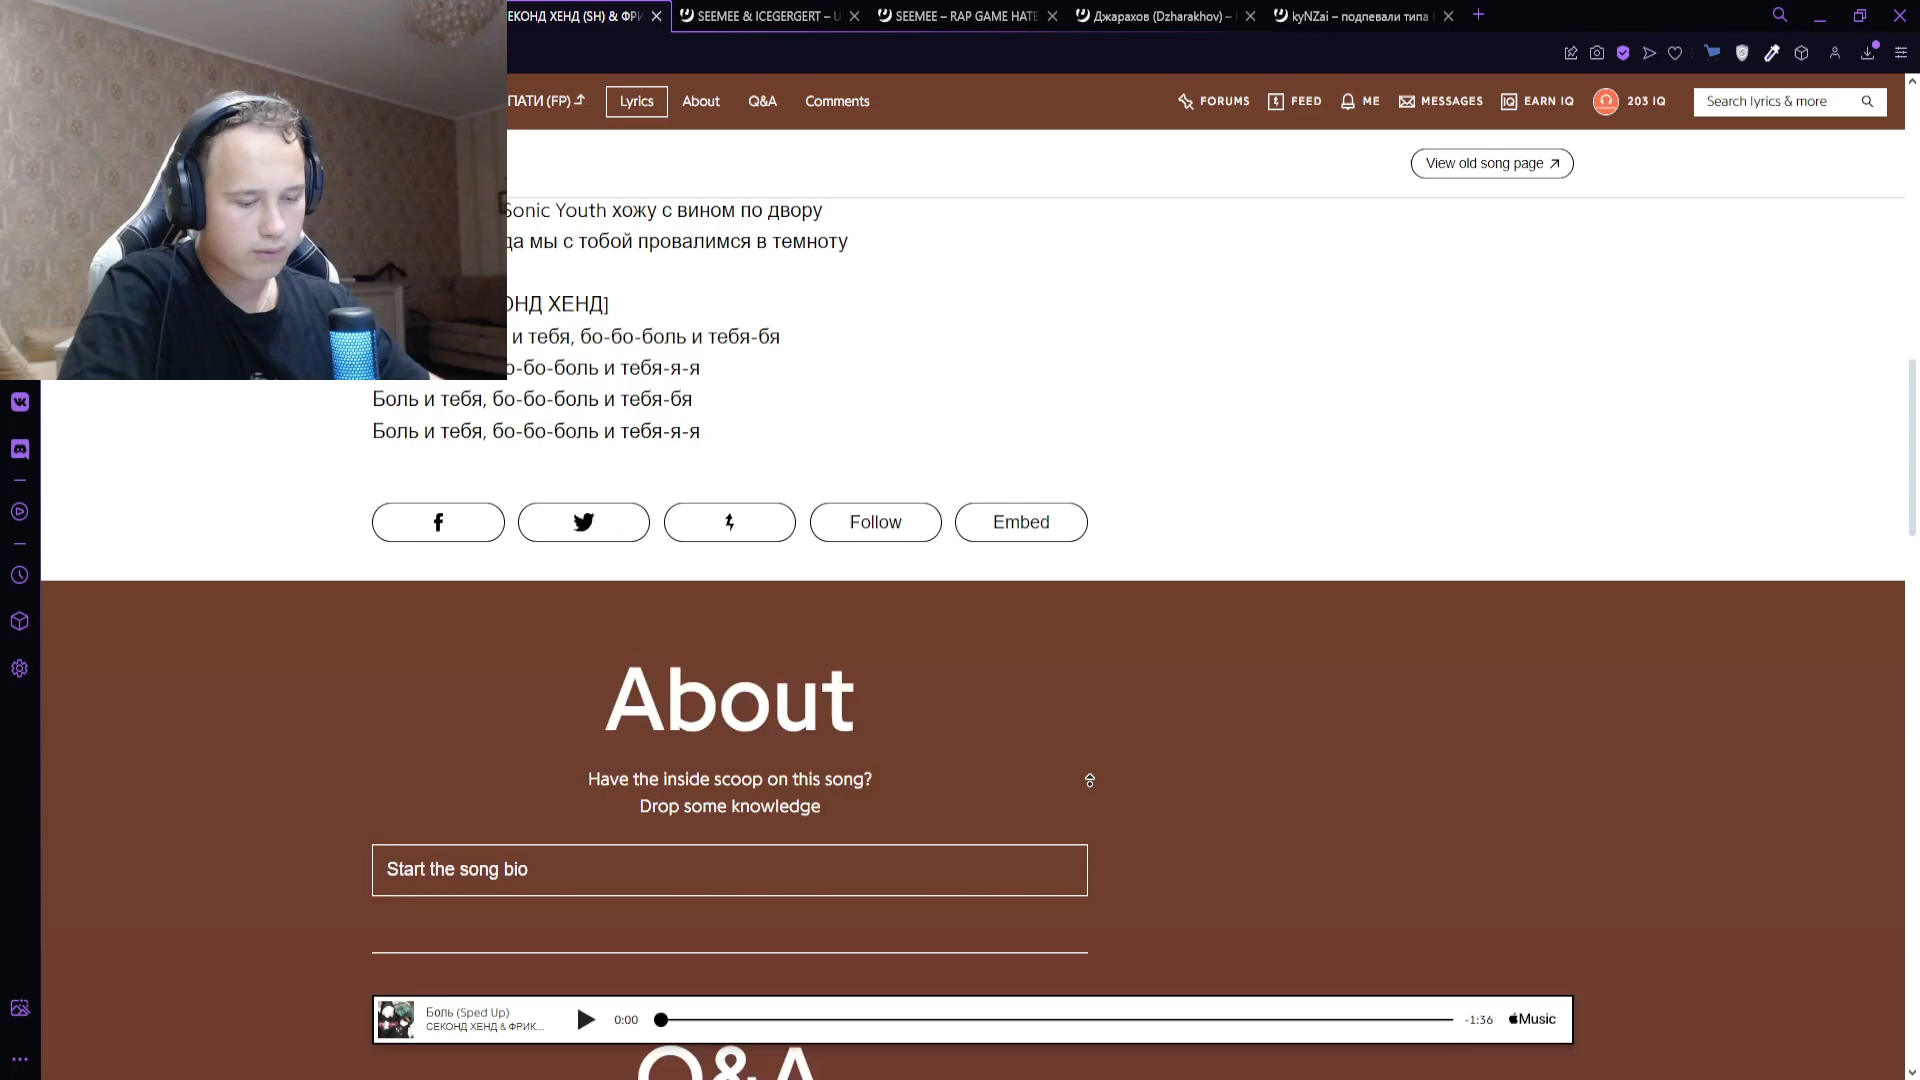 ЕКОНД ХЕНД (SH) & ФРИ
SEEMEE & ICEGERGERT – U
SEEMEE – RAP GAME HATE
Джарахов (Dzharakhov) –
kyNZai – подпевали типа
ПАТИ (FP)
Lyrics
About
Q&A
Comments
FORUMS
FEED
ME
MESSAGES
EARN IQ
203 IQ
Search lyrics & more
View old song page
Sonic Youth хожу с вином по двору
да мы с тобой провалимся в темноту
ОНД ХЕНД]
и тебя, бо-бо-боль и тебя-бя
о-бо-боль и тебя-я-я
Боль и тебя, бо-бо-боль и тебя-бя
Боль и тебя, бо-бо-боль и тебя-я-я
Follow
Embed
About
Have the inside scoop on this song?
Drop some knowledge
Start the song bio
Боль (Sped Up)
СЕКОНД ХЕНД & ФРИК...
0:00
-1:36
Music
Q&A